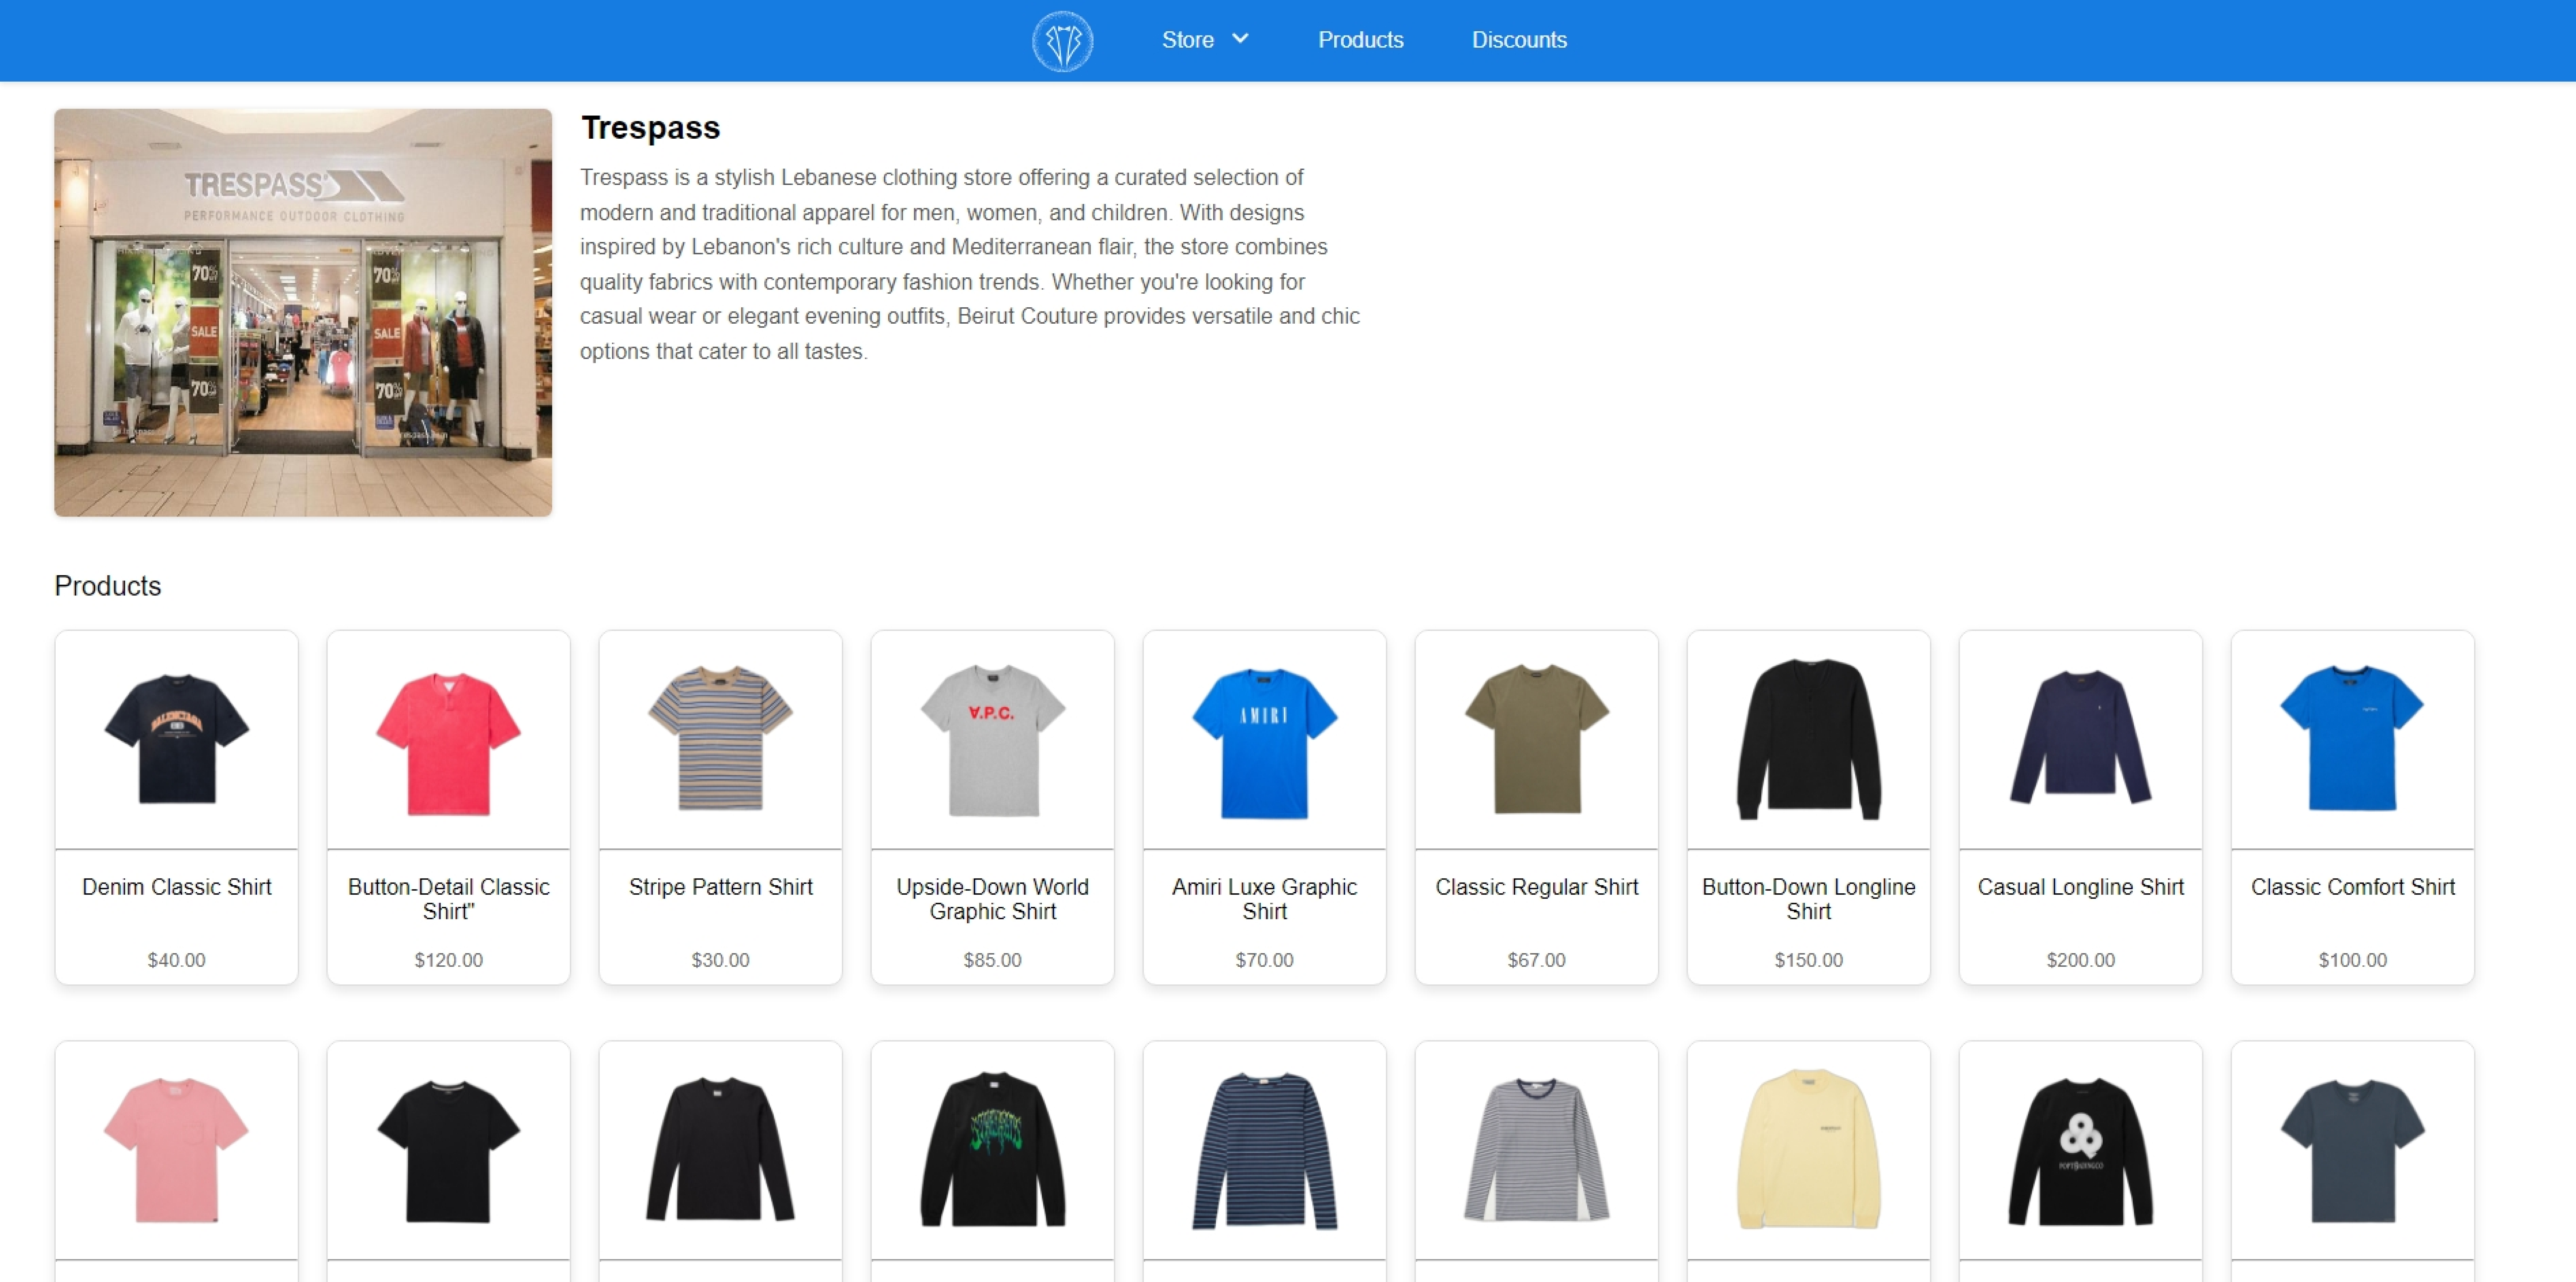 Store Products Discounts
TRESPASS
PERFORMANCE OUTDOOR CLOTHING
70%
70%
SALE
SALE
70%
70%
Trespass
Trespass is a stylish Lebanese clothing store offering a curated selection of
modern and traditional apparel for men, women, and children. With designs
inspired by Lebanon's rich culture and Mediterranean flair, the store combines
quality fabrics with contemporary fashion trends. Whether you're looking for
casual wear or elegant evening outfits, Beirut Couture provides versatile and chic
options that cater to all tastes.
Products
BALENCIAGA
∀.P.C.
AMIRI
Denim Classic Shirt
$40.00
Button-Detail Classic
Shirt"
$120.00
Stripe Pattern Shirt
$30.00
Upside-Down World
Graphic Shirt
$85.00
Amiri Luxe Graphic
Shirt
$70.00
Classic Regular Shirt
$67.00
Button-Down Longline
Shirt
$150.00
Casual Longline Shirt
$200.00
Classic Comfort Shirt
$100.00